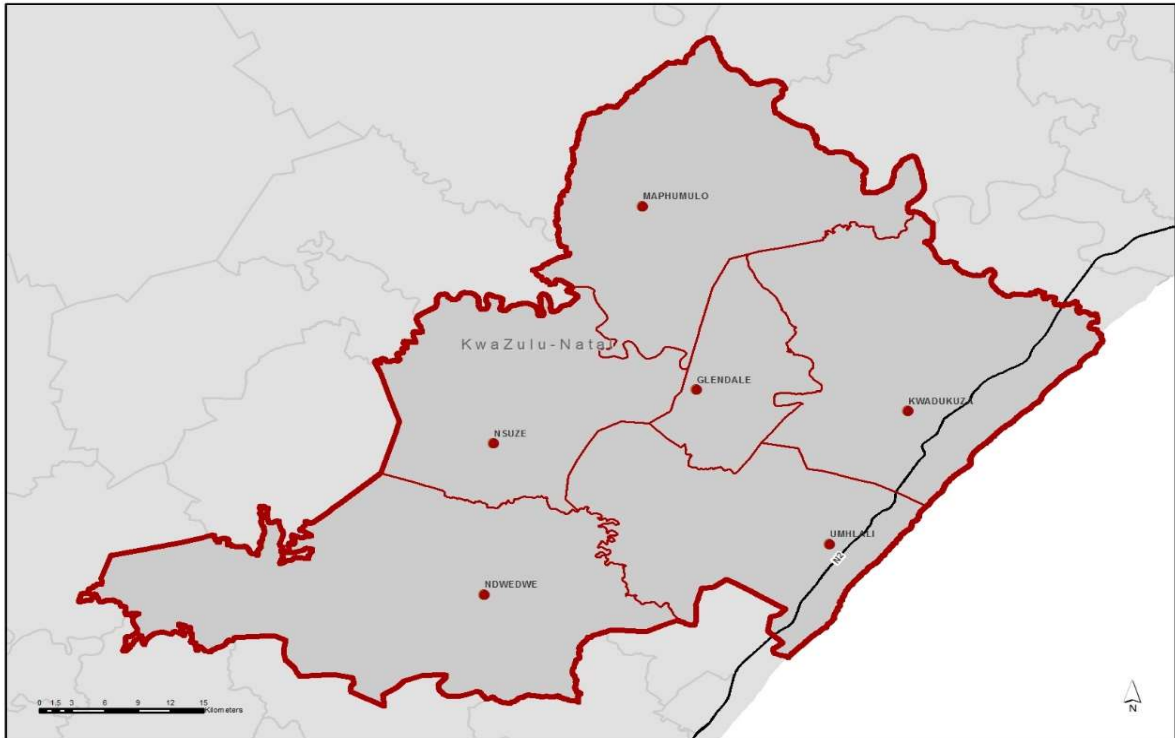 MAPHUMULO
KwaZulu-Natal
GLENDALE
KWADUKUZA
NSUZE
UMHLALI
N2
NDWEDWE
0 1.5 3 6 9 12 15
Kilometers
N